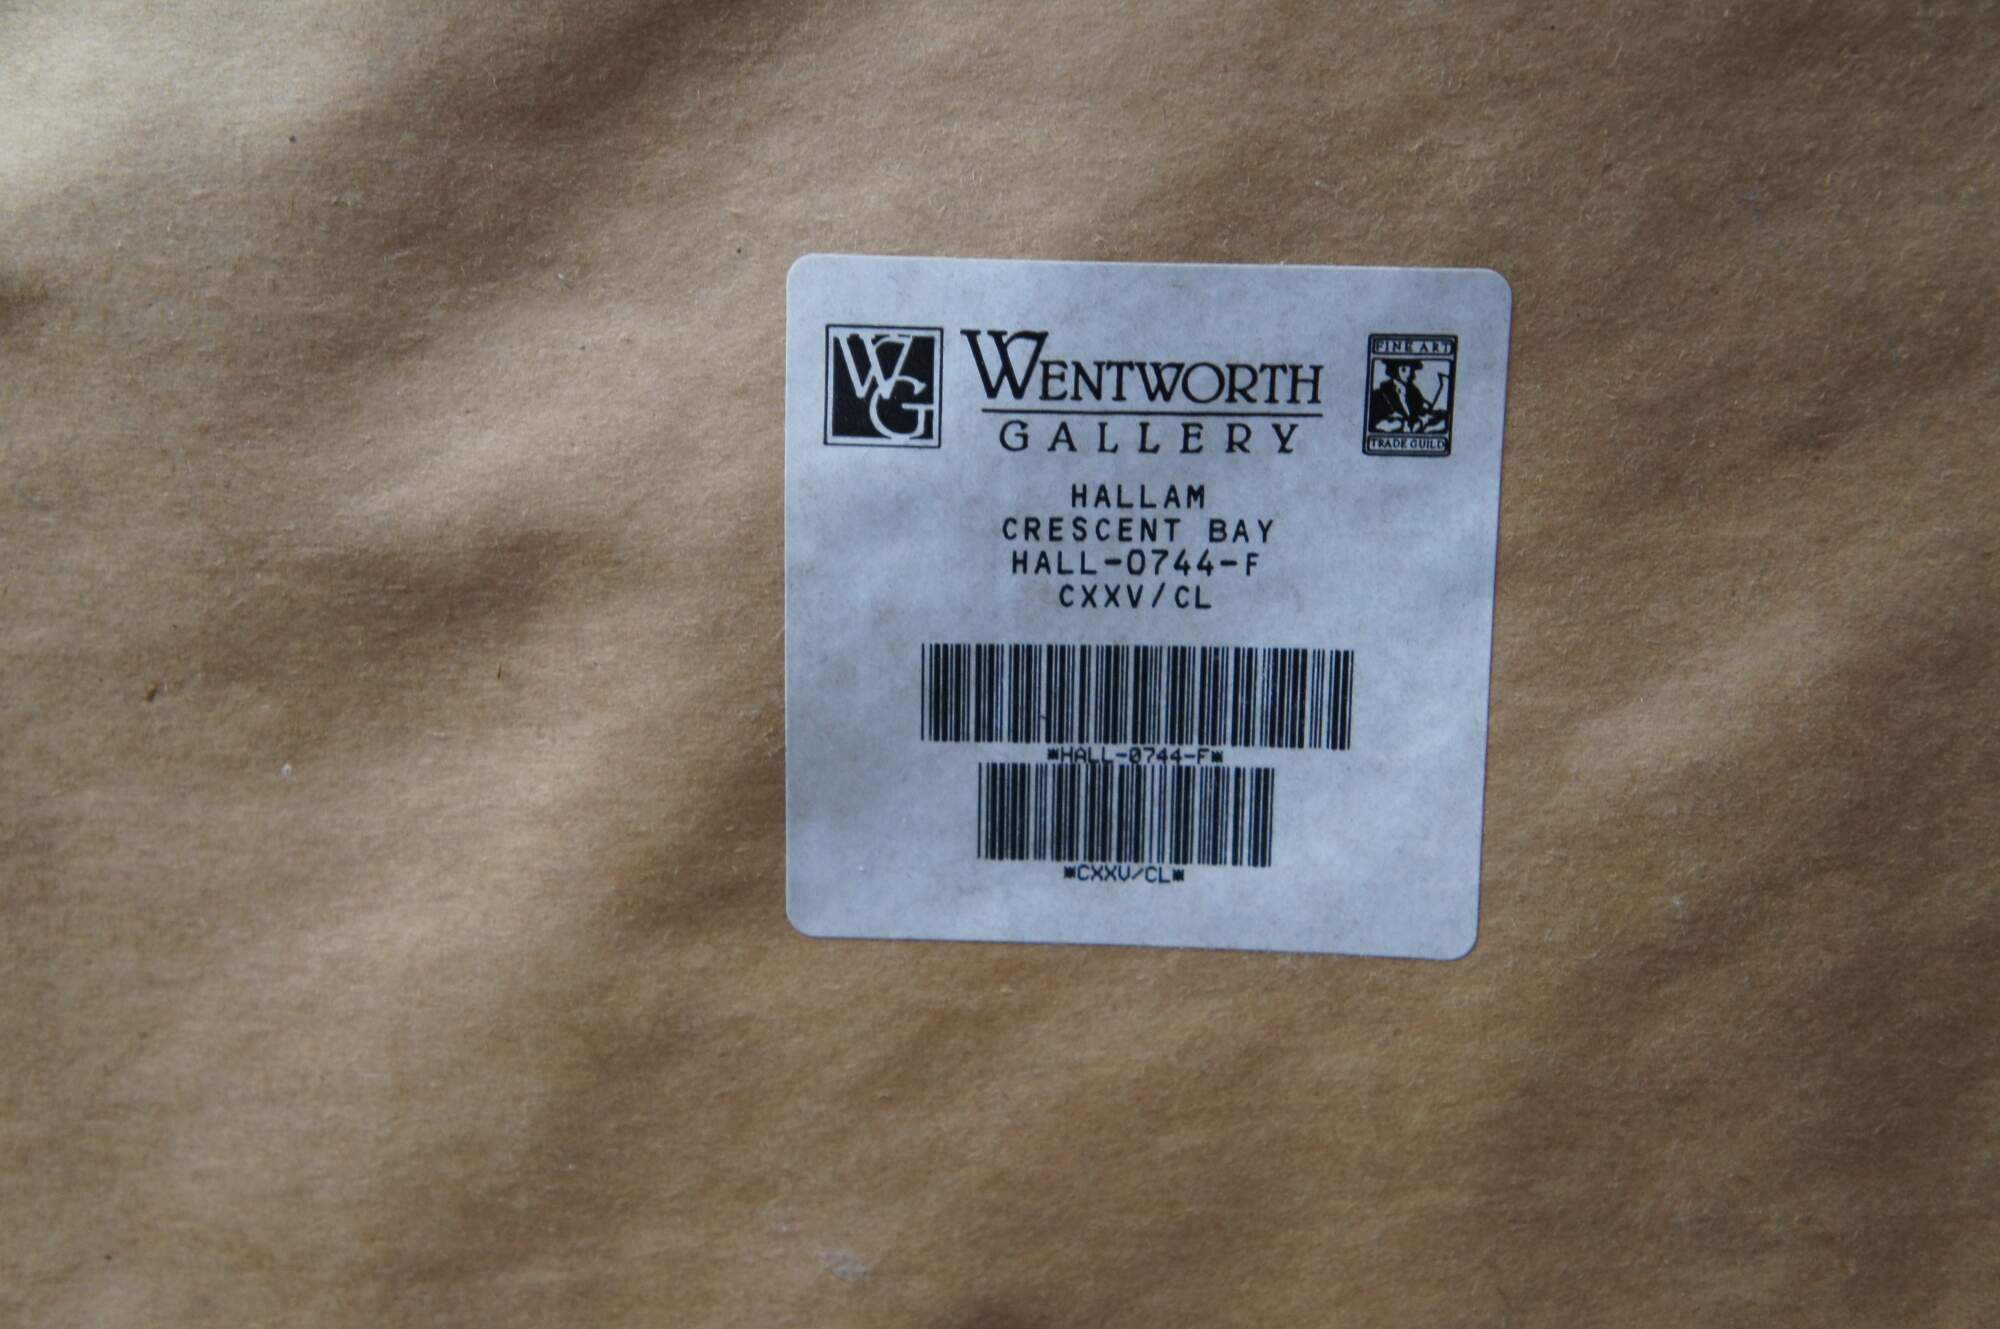 WG
WENTWORTH
GALLERY
FINE ART
TRADE GUILD
HALLAM
CRESCENT BAY
HALL-0744-F
CXXV/CL
*HALL-0744-F*
*CXXV/CL*